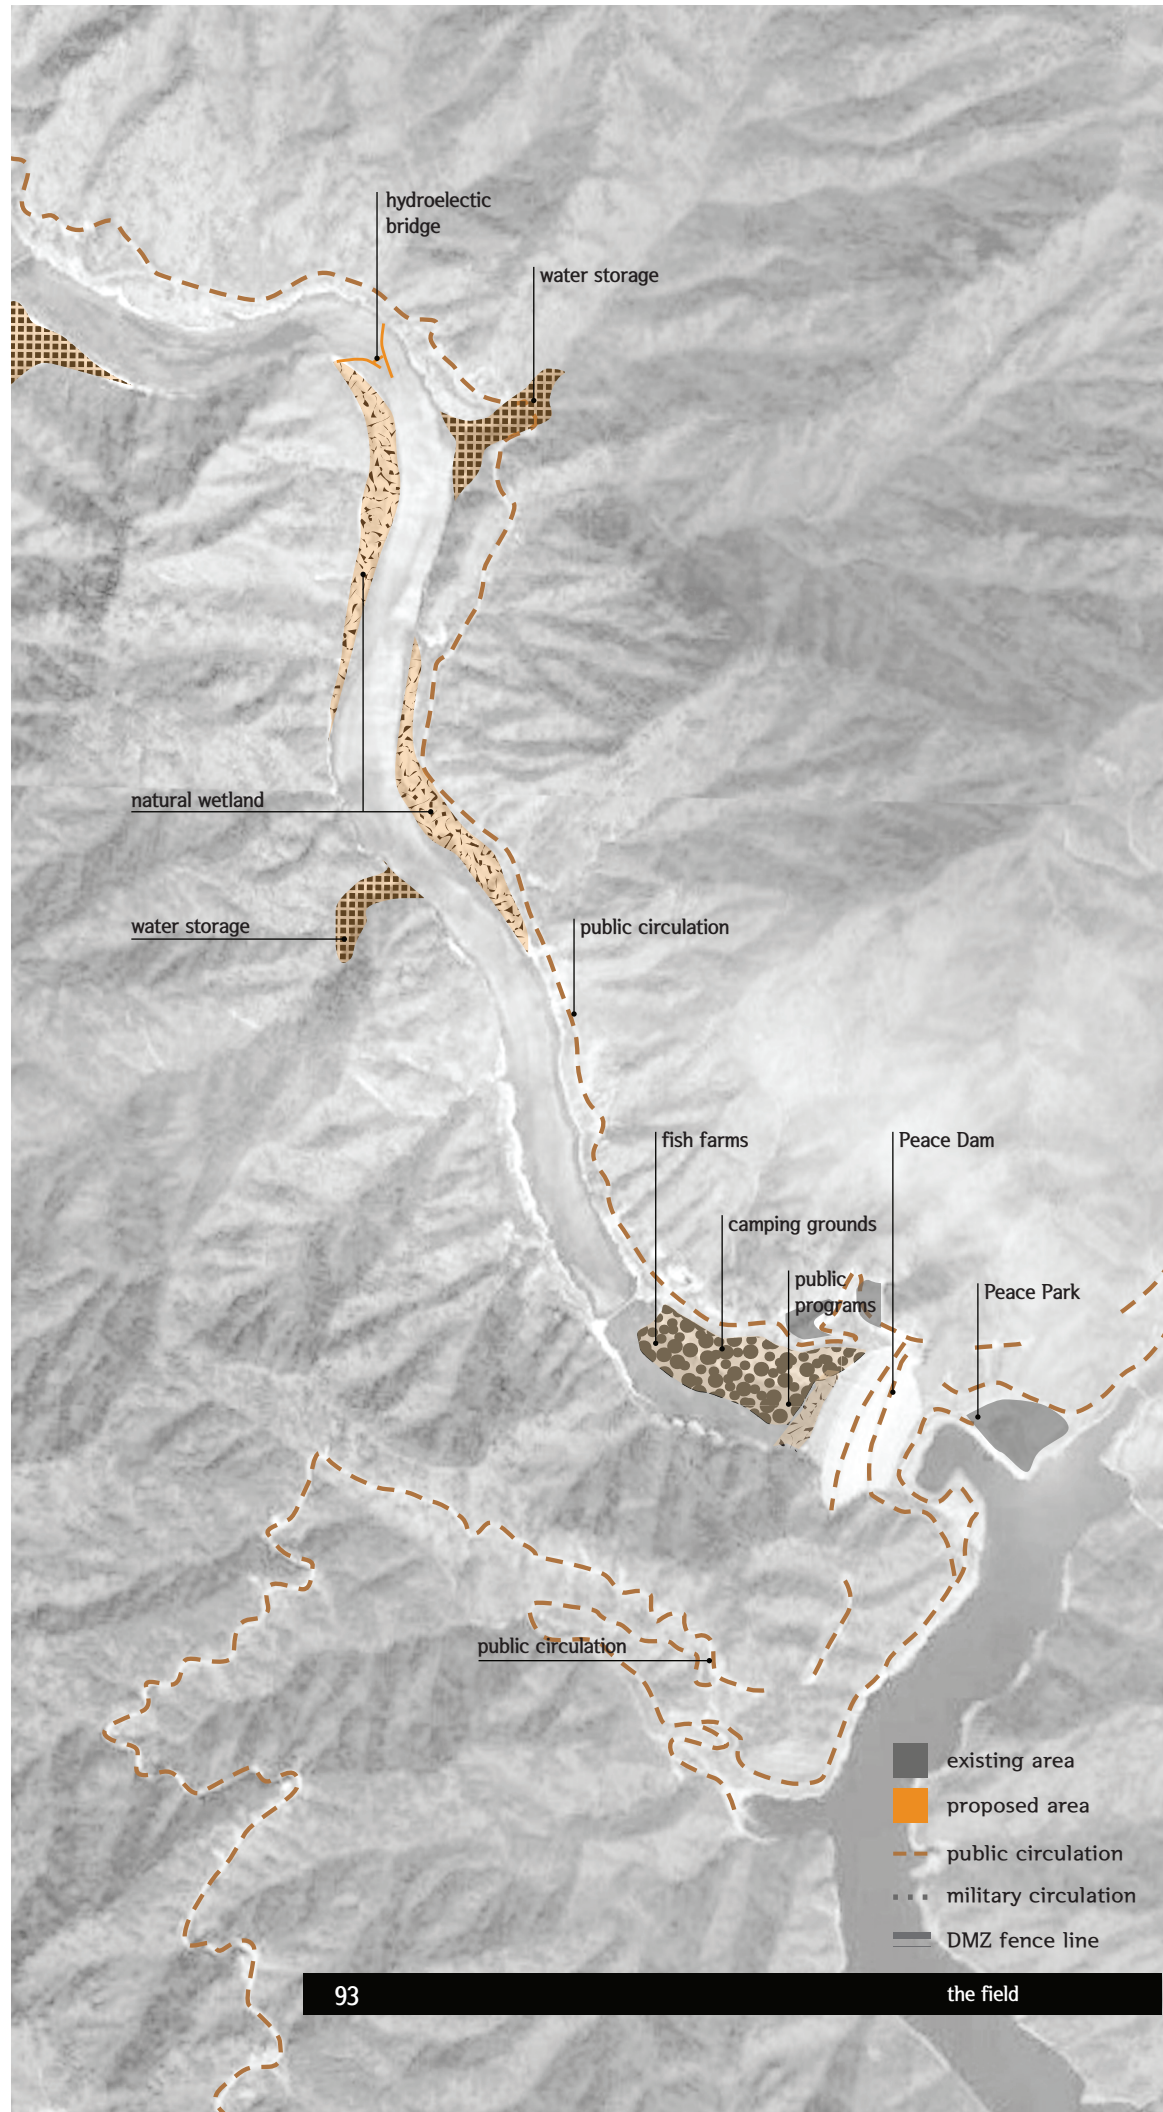 hydroelectic
bridge
water storage
natural wetland
water storage
public circulation
fish farms
Peace Dam
camping grounds
public
programs
Peace Park
public circulation
existing area
proposed area
public circulation
military circulation
DMZ fence line
93
the field